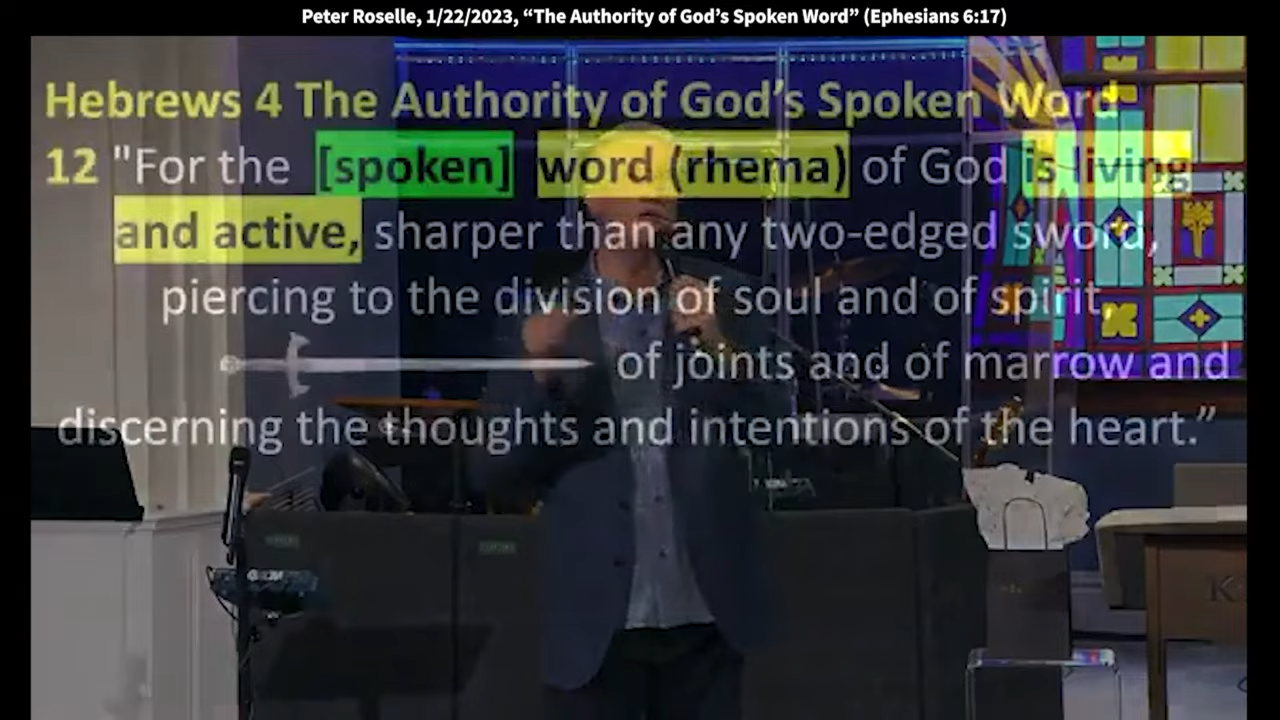 Peter Roselle, 1/22/2023, “The Authority of God’s Spoken Word” (Ephesians 6:17)
Hebrews 4 The Authority of God’s Spoken Word
12 "For the [spoken] word (rhema) of God is living
and active, sharper than any two-edged sword,
piercing to the division of soul and of spirit,
of joints and of marrow and
discerning the thoughts and intentions of the heart.”